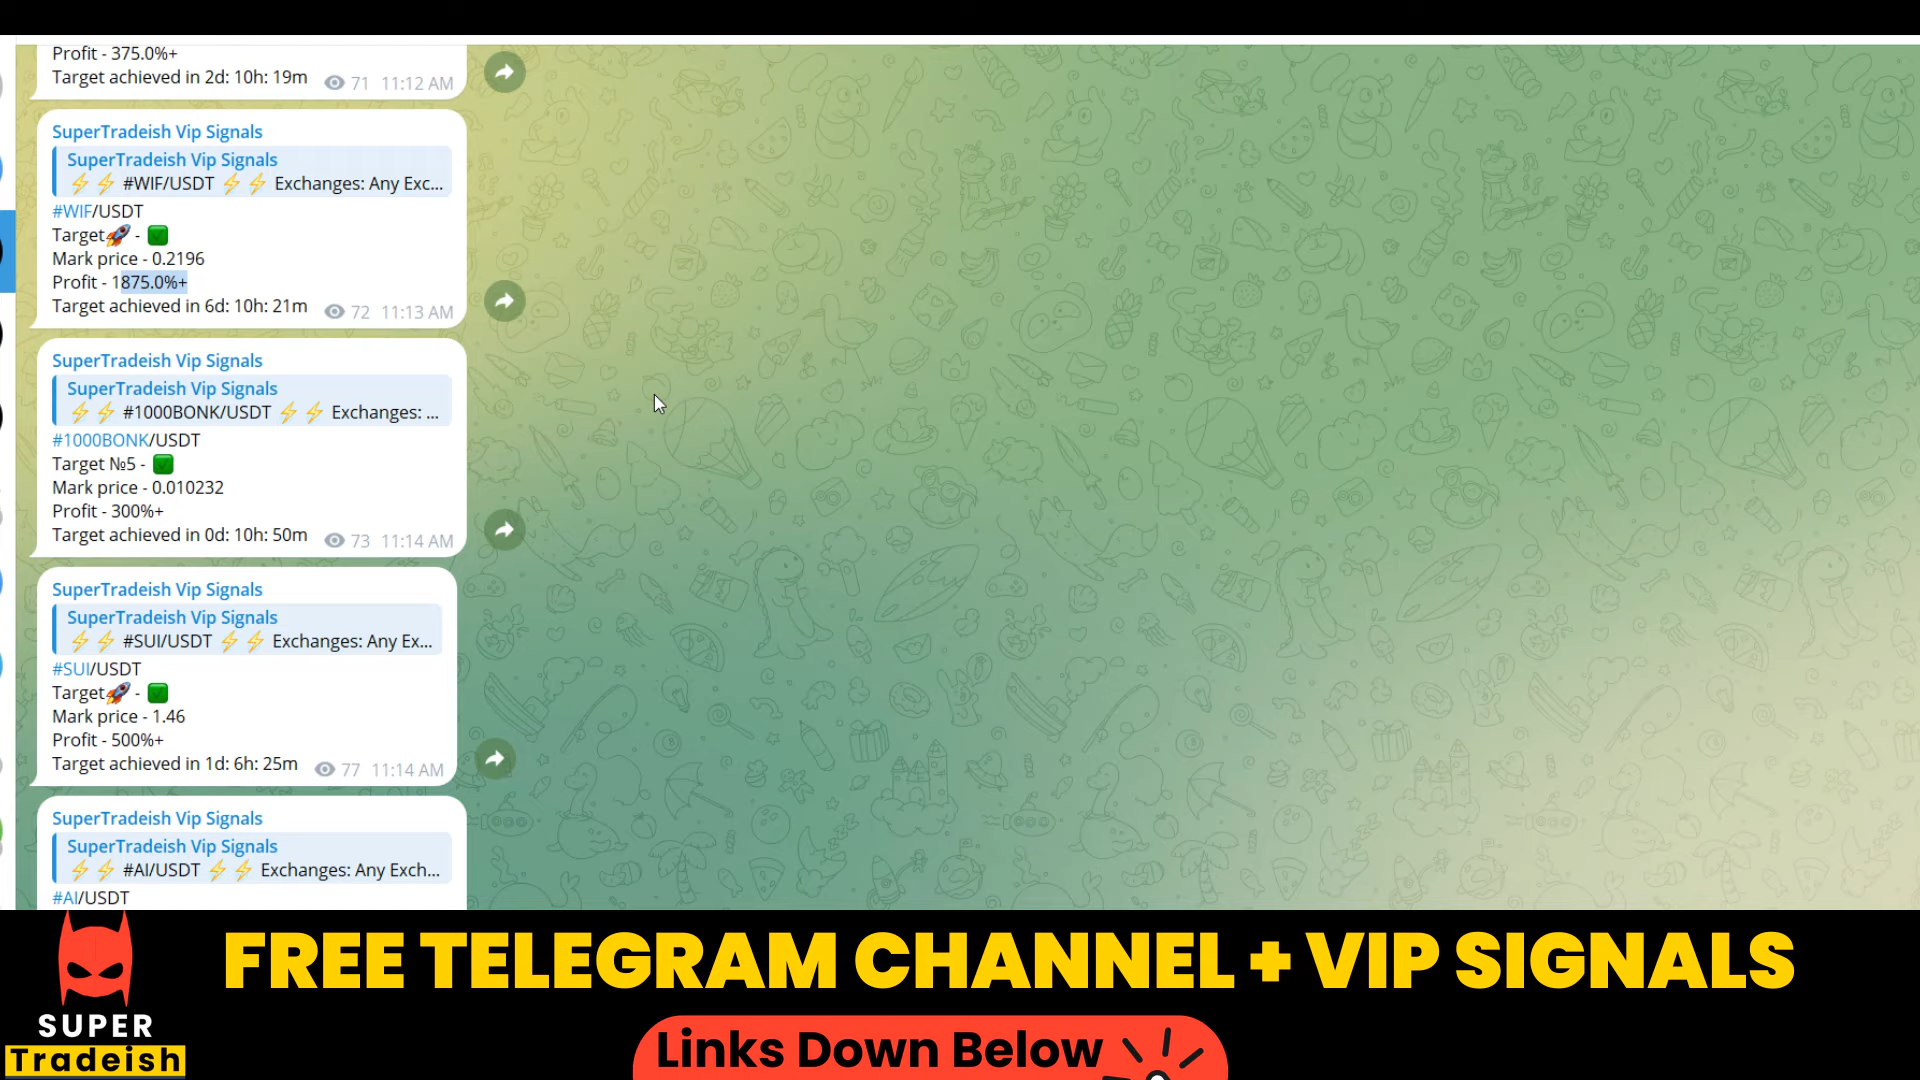 Profit - 375.0%+
Target achieved in 2d: 10h: 19m 71 11:12 AM
SuperTradeish Vip Signals
SuperTradeish Vip Signals
⚡⚡ #WIF/USDT ⚡⚡ Exchanges: Any Exc...
#WIF/USDT
Target🚀 - ✅
Mark price - 0.2196
Profit - 1875.0%+
Target achieved in 6d: 10h: 21m 72 11:13 AM
SuperTradeish Vip Signals
SuperTradeish Vip Signals
⚡⚡ #1000BONK/USDT ⚡⚡ Exchanges: ...
#1000BONK/USDT
Target №5 - ✅
Mark price - 0.010232
Profit - 300%+
Target achieved in 0d: 10h: 50m 73 11:14 AM
SuperTradeish Vip Signals
SuperTradeish Vip Signals
⚡⚡ #SUI/USDT ⚡⚡ Exchanges: Any Ex...
#SUI/USDT
Target🚀 - ✅
Mark price - 1.46
Profit - 500%+
Target achieved in 1d: 6h: 25m 77 11:14 AM
SuperTradeish Vip Signals
SuperTradeish Vip Signals
⚡⚡ #AI/USDT ⚡⚡ Exchanges: Any Exch...
#AI/USDT
FREE TELEGRAM CHANNEL + VIP SIGNALS
SUPER
Tradeish
Links Down Below